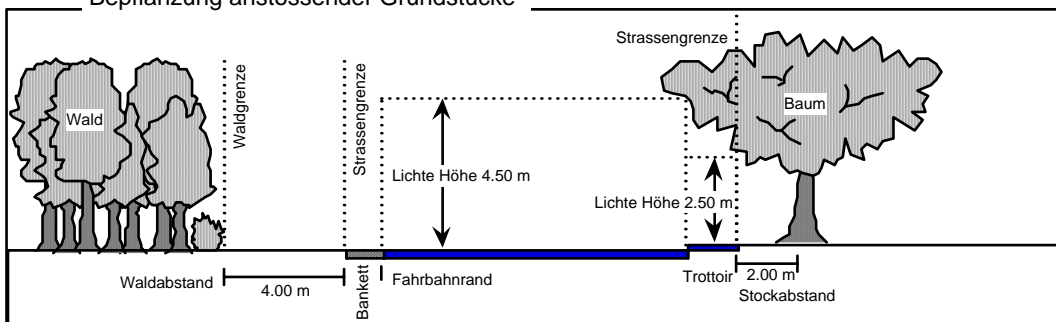 Bepflanzung anstossender Grundstücke
Strassengrenze
Waldgrenze
Strassengrenze
Wald
Baum
Lichte Höhe 4.50 m
Lichte Höhe 2.50 m
Waldabstand
4.00 m
Bankett
Fahrbahnrand
Trottoir
2.00 m
Stockabstand